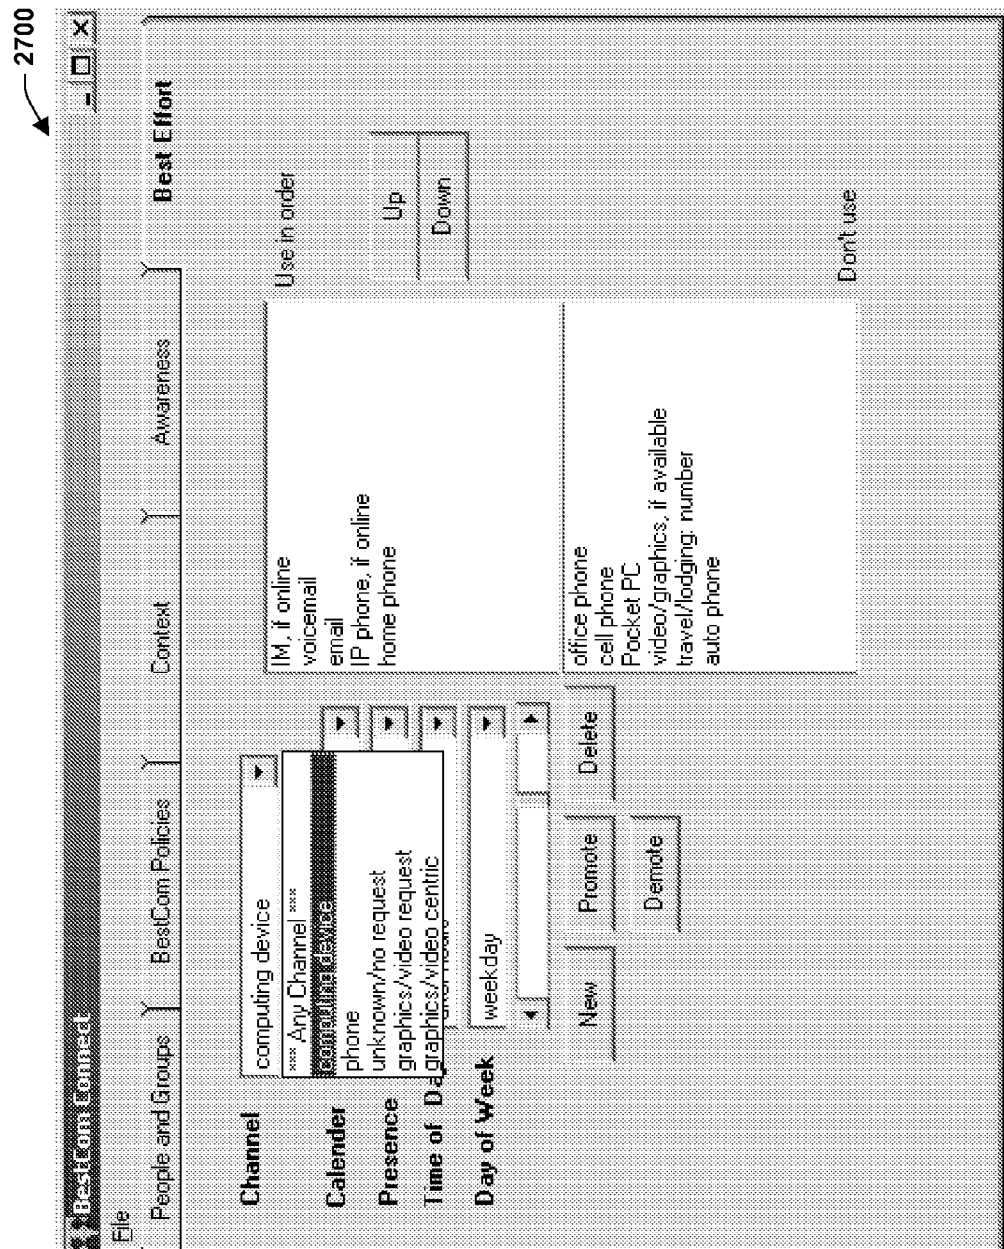 2700
BestCom Connect
File
People and Groups
BestCom Policies
Context
Awareness
Best Effort
Channel
computing device
*** Any Channel ***
computing device
phone
unknown/no request
graphics/video request
graphics/video centric
Calender
Presence
Time of Da
Day of Week
weekday
New
Promote
Delete
Demote
IM, if online
voicemail
email
IP phone, if online
home phone
Use in order
Up
Down
office phone
cell phone
Pocket PC
video/graphics, if available
travel/lodging: number
auto phone
Don't use